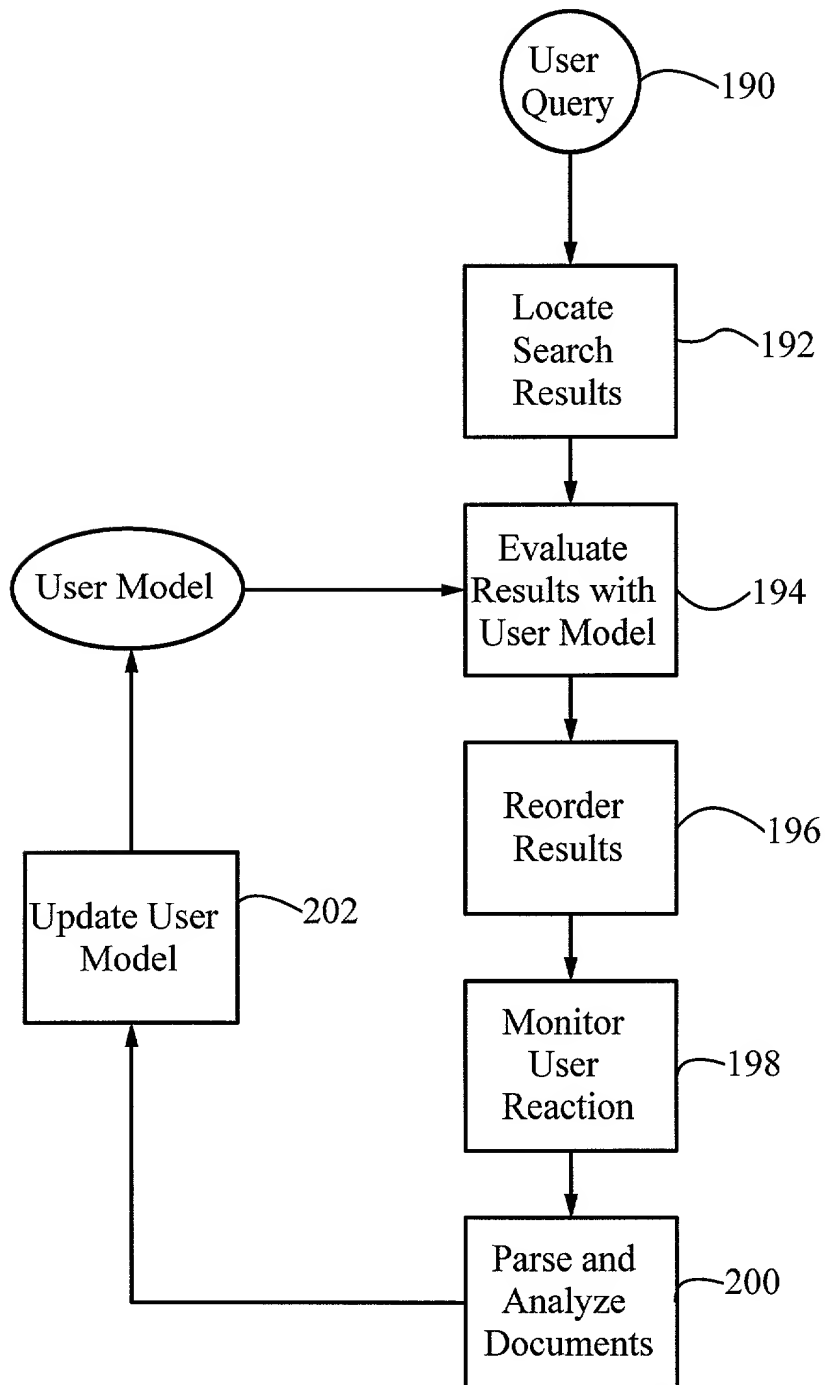 User
Query
190
Locate
Search
Results
192
Evaluate
Results with
User Model
194
User Model
Reorder
Results
196
Update User
Model
202
Monitor
User
Reaction
198
Parse and
Analyze
Documents
200